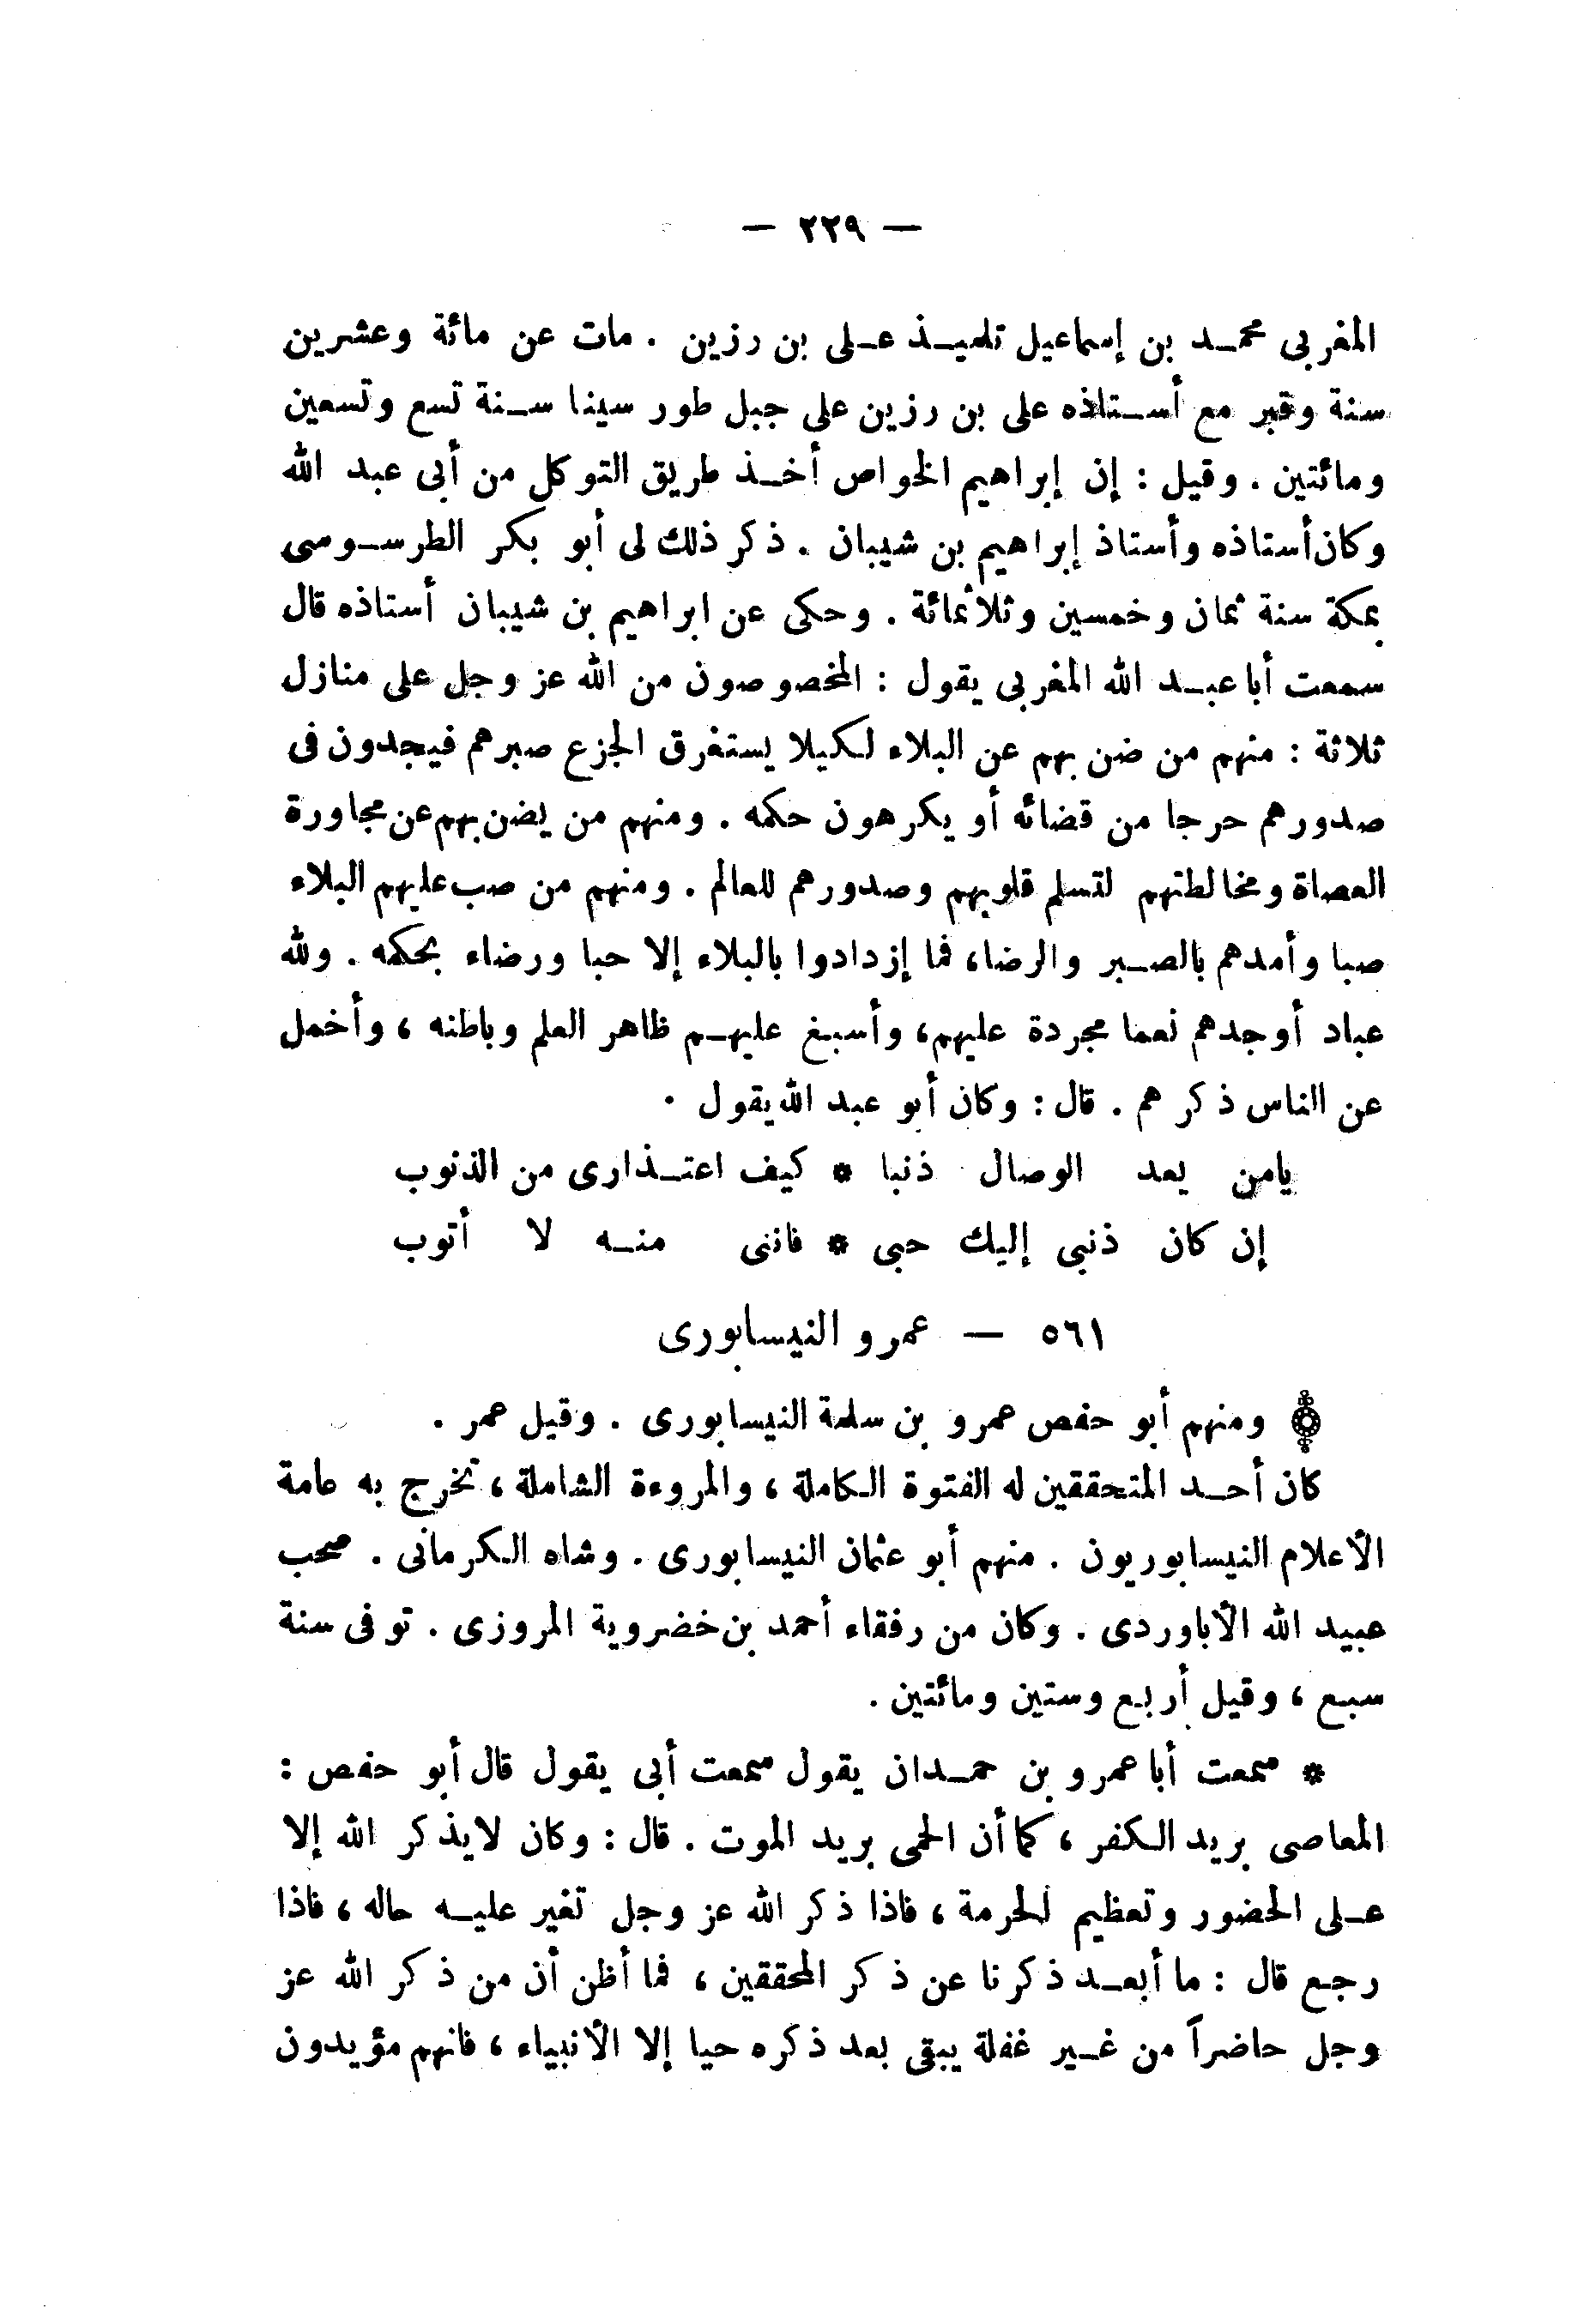 — ٢٢٩ —
المغربى محمد بن إسماعيل تلميذ على بن رزين . مات عن مائة وعشرين
سنة وقبر مع أستاذه على بن رزين على جبل طور سينا سنة تسع وتسعين
ومائتين . وقيل : إن إبراهيم الخواص أخذ طريق التوكل من أبى عبد الله
وكان أستاذه وأستاذ إبراهيم بن شيبان . ذكر ذلك لى أبو بكر الطرسوسى
بمكة سنة ثمان وخمسين وثلاثمائة . وحكى عن ابراهيم بن شيبان أستاذه قال
سمعت أبا عبد الله المغربى يقول : المخصوصون من الله عز وجل على منازل
ثلاثة : منهم من ضن بهم عن البلاء لكيلا يستغرق الجزع صبرهم فيجدون فى
صدورهم حرجا من قضائه أو يكرهون حكمه . ومنهم من يضن بهم عن مجاورة
العصاة ومخالطتهم لتسلم قلوبهم وصدورهم للعالم . ومنهم من صب عليهم البلاء
صبا وأمدهم بالصبر والرضا، فما إزدادوا بالبلاء إلا حبا ورضاء بحكمه . ولله
عباد أوجدهم نعما مجردة عليهم، وأسبغ عليهم ظاهر العلم وباطنه ، وأخمل
عن الناس ذكرهم . قال : وكان أبو عبد الله يقول .
يامن يعد الوصال ذنبا * كيف اعتذارى من الذنوب
إن كان ذنبى إليك حبى * فاننى منه لا أتوب
٥٦١ — عمرو النيسابورى
ومنهم أبو حفص عمرو بن سلمة النيسابورى . وقيل عمر .
كان أحد المتحققين له الفتوة الكاملة ، والمروءة الشاملة ، تخرج به عامة
الأعلام النيسابوريون . منهم أبو عثمان النيسابورى . وشاه الكرمانى . صحب
عبيد الله الأباوردى . وكان من رفقاء أحمد بن خضروية المروزى . توفى سنة
سبع ، وقيل أربع وستين ومائتين .
* سمعت أبا عمرو بن حمدان يقول سمعت أبى يقول قال أبو حفص :
المعاصى بريد الكفر ، كما أن الحمى بريد الموت . قال : وكان لايذكر الله إلا
على الحضور وتعظيم الحرمة ، فاذا ذكر الله عز وجل تغير عليه حاله ، فاذا
رجع قال : ما أبعد ذكرنا عن ذكر المحققين ، فما أظن أن من ذكر الله عز
وجل حاضراً من غير غفلة يبقى بعد ذكره حيا إلا الأنبياء ، فانهم مؤيدون